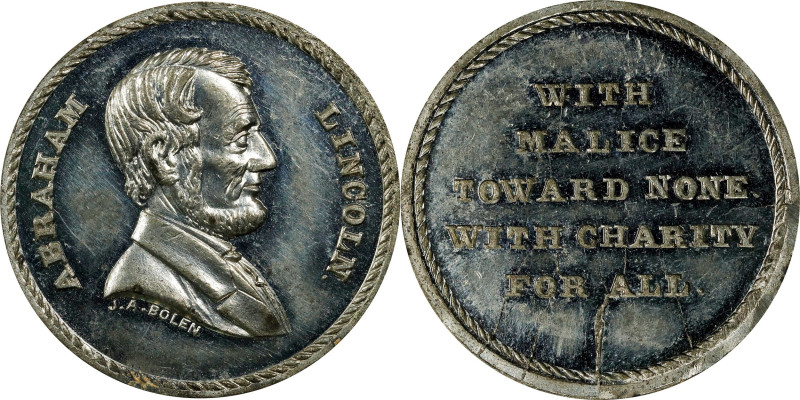 ABRAHAM LINCOLN.
J.A.BOLEN
WITH
MALICE
TOWARD NONE.
WITH CHARITY
FOR ALL.